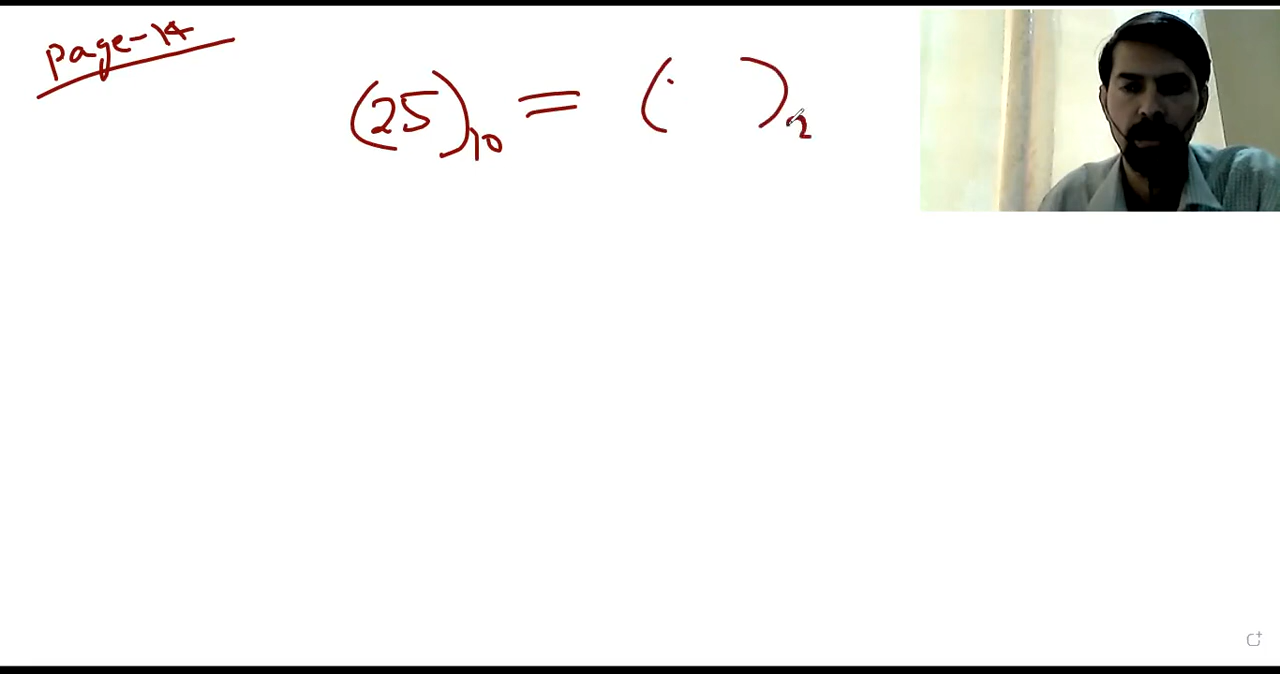 page-14
(25)10 = (  )2